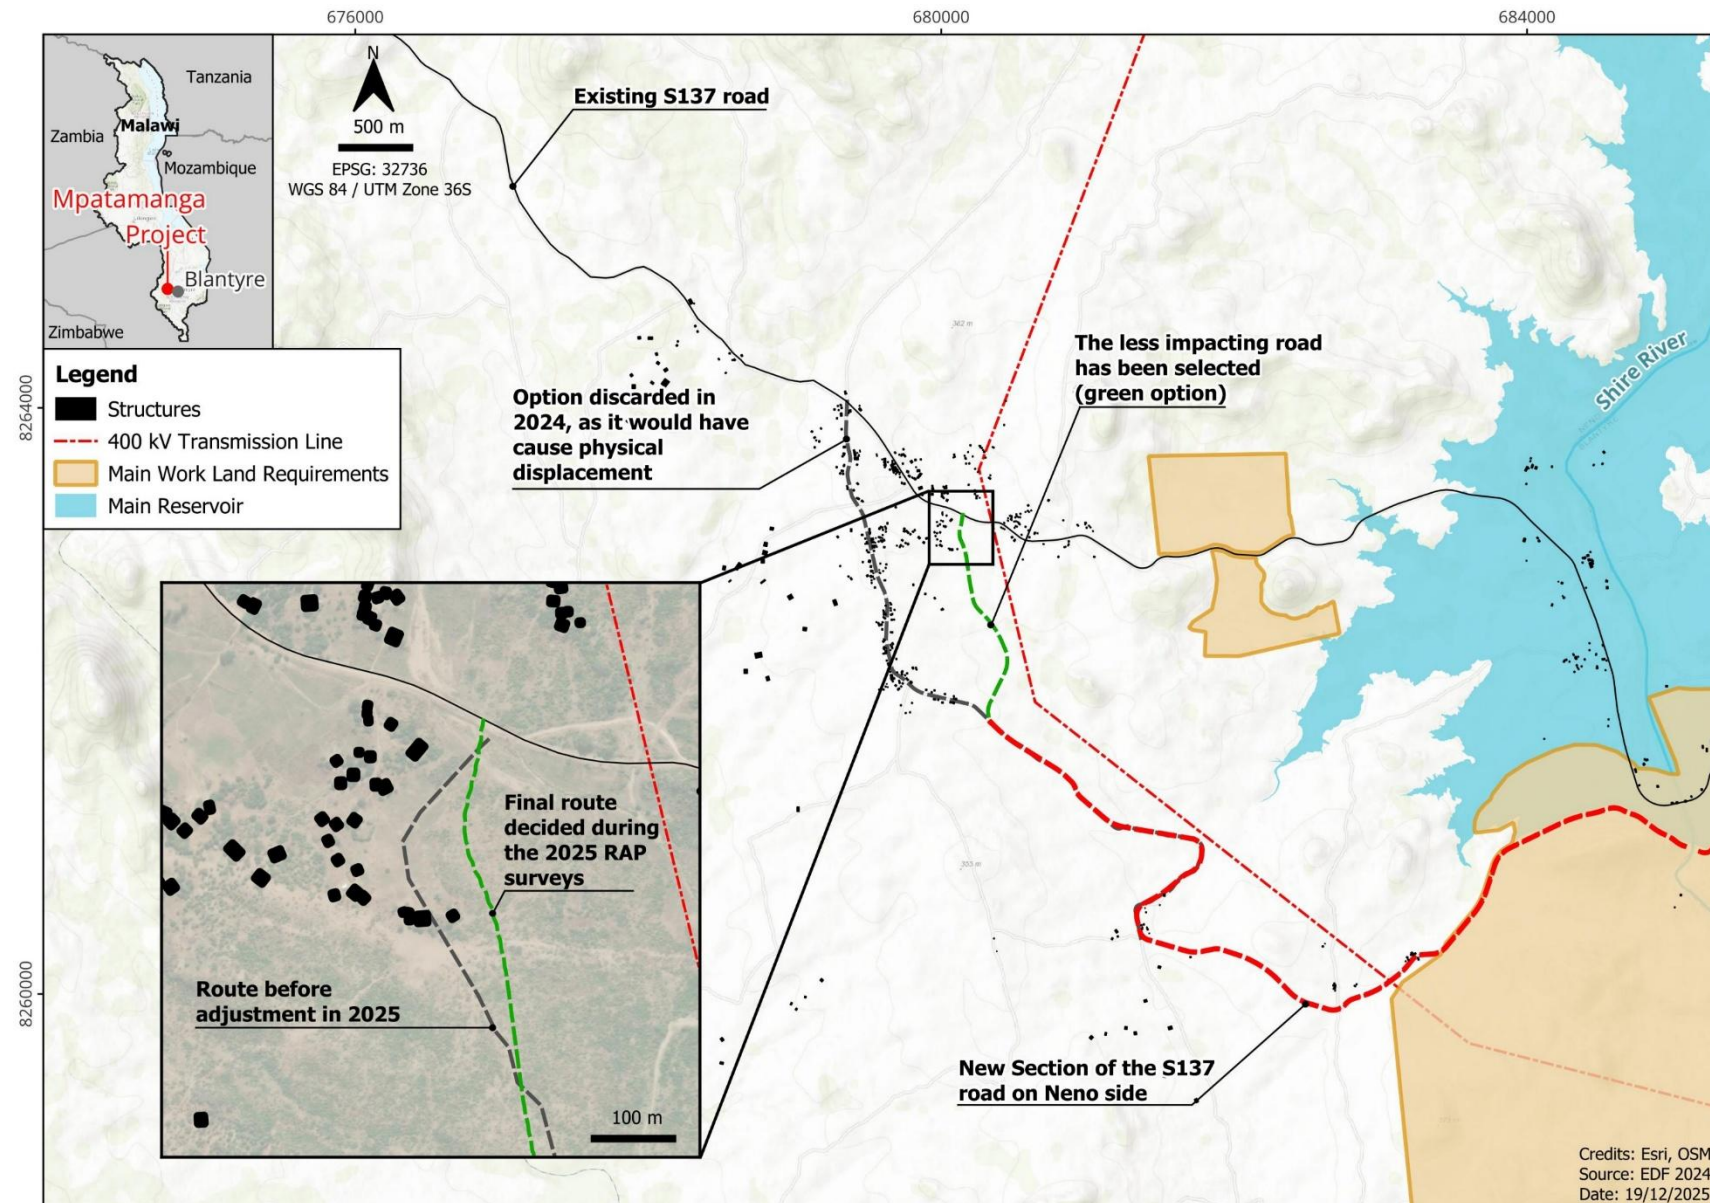 676000
680000
684000
8264000
8260000
Tanzania
Zambia
Malawi
Mozambique
Mpatamanga
Project
Blantyre
Zimbabwe
N
500 m
EPSG: 32736
WGS 84 / UTM Zone 36S
Existing S137 road
Legend
Structures
400 kV Transmission Line
Main Work Land Requirements
Main Reservoir
Option discarded in
2024, as it would have
cause physical
displacement
The less impacting road
has been selected
(green option)
362 m
Shire River
Final route
decided during
the 2025 RAP
surveys
Route before
adjustment in 2025
100 m
New Section of the S137
road on Neno side
Credits: Esri, OSM
Source: EDF 2024
Date: 19/12/2025